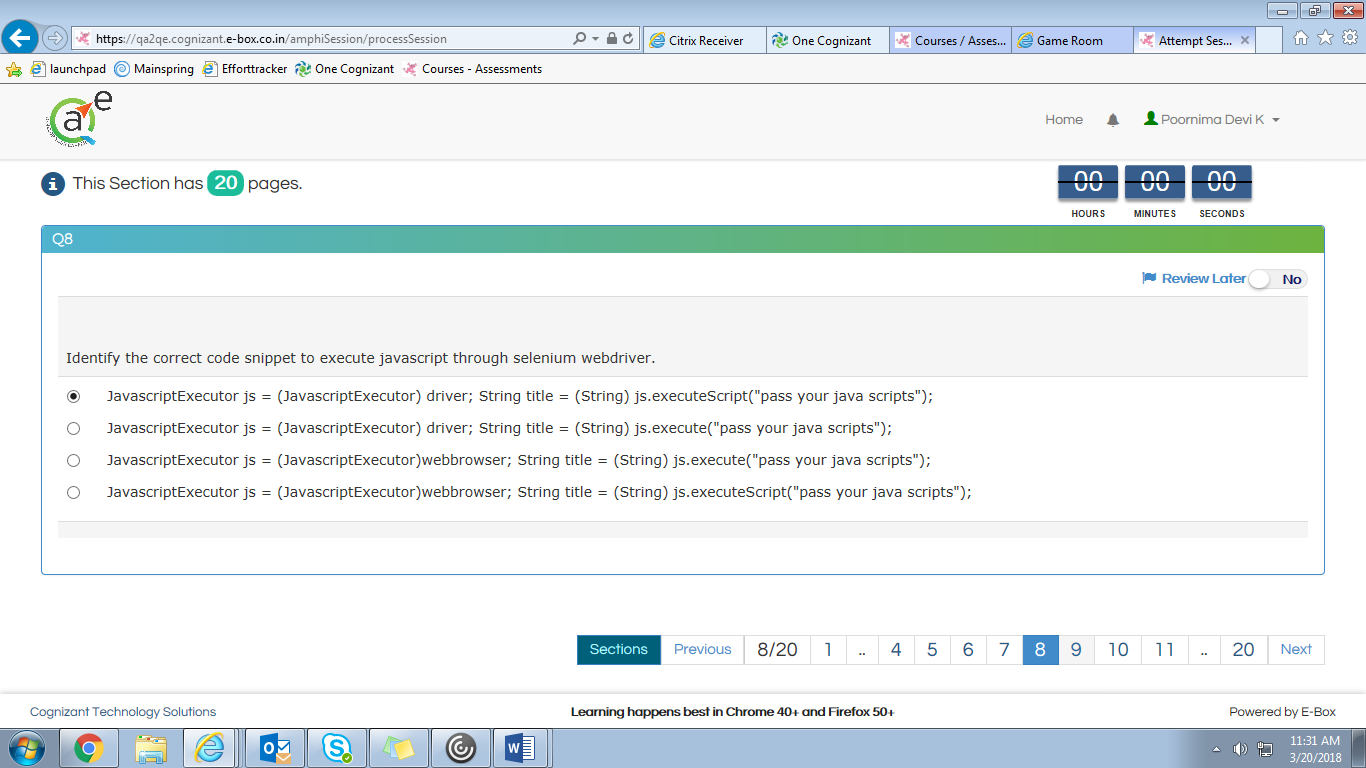 https://qa2qe.cognizant.e-box.co.in/amphiSession/processSession
Citrix Receiver
One Cognizant
Courses / Asses...
Game Room
Attempt Ses...
launchpad
Mainspring
Efforttracker
One Cognizant
Courses - Assessments
a e
Home
Poornima Devi K
This Section has 20 pages.
00 00 00
HOURS MINUTES SECONDS
Q8
Review Later No
Identify the correct code snippet to execute javascript through selenium webdriver.
JavascriptExecutor js = (JavascriptExecutor) driver; String title = (String) js.executeScript("pass your java scripts");
JavascriptExecutor js = (JavascriptExecutor) driver; String title = (String) js.execute("pass your java scripts");
JavascriptExecutor js = (JavascriptExecutor)webbrowser; String title = (String) js.execute("pass your java scripts");
JavascriptExecutor js = (JavascriptExecutor)webbrowser; String title = (String) js.executeScript("pass your java scripts");
Sections Previous 8/20 1 .. 4 5 6 7 8 9 10 11 .. 20 Next
Cognizant Technology Solutions
Learning happens best in Chrome 40+ and Firefox 50+
Powered by E-Box
11:31 AM
3/20/2018